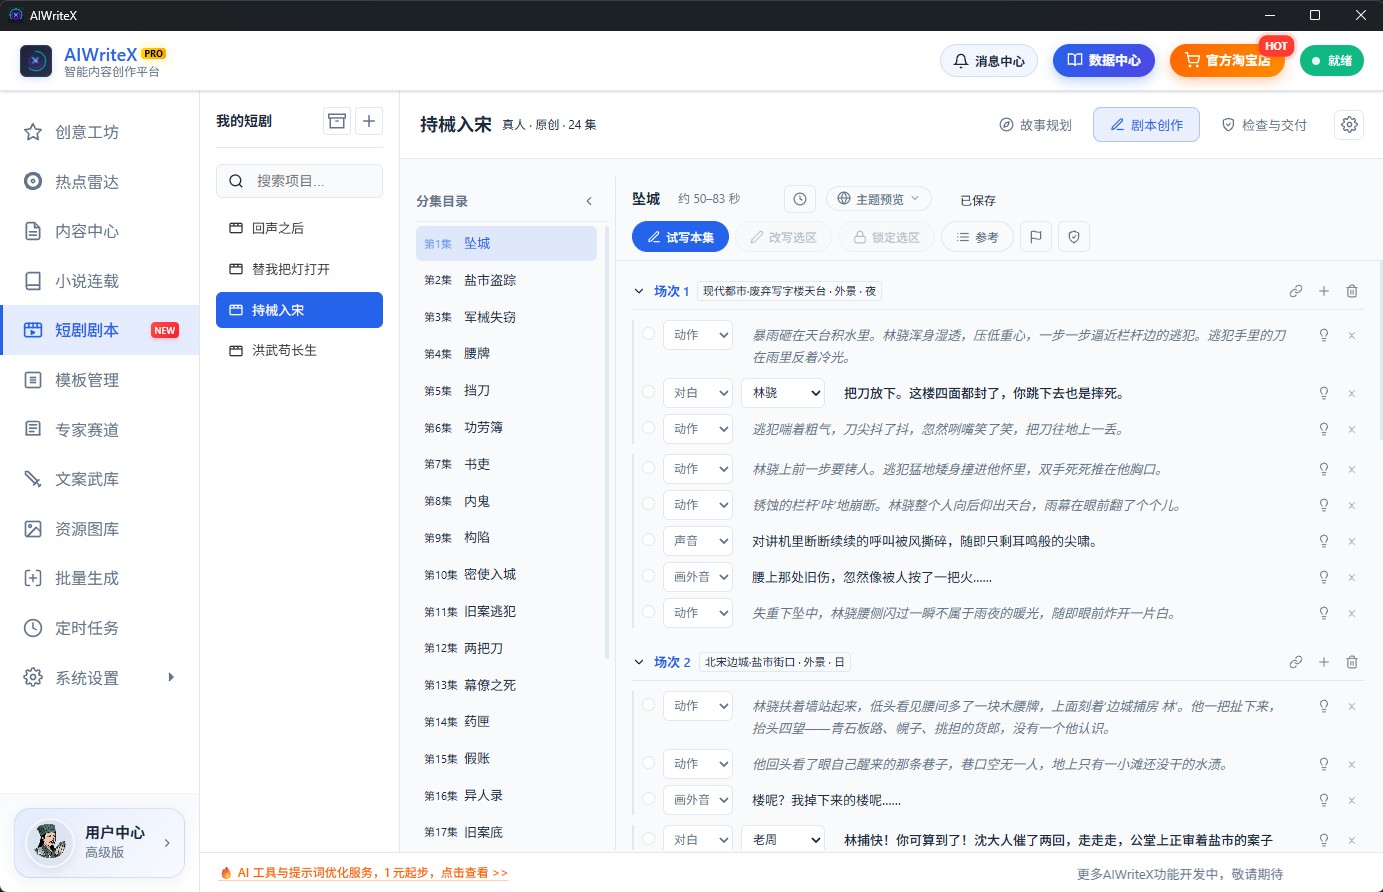 AIWriteX
AIWriteX PRO
智能内容创作平台
消息中心
数据中心
官方淘宝店
HOT
就绪
创意工坊
热点雷达
内容中心
小说连载
短剧剧本 NEW
模板管理
专家赛道
文案武库
资源图库
批量生成
定时任务
系统设置
用户中心
高级版
我的短剧
搜索项目...
回声之后
替我把灯打开
持械入宋
洪武苟长生
持械入宋 真人 · 原创 · 24 集
故事规划
剧本创作
检查与交付
分集目录
第1集 坠城
第2集 盐市盗踪
第3集 军械失窃
第4集 腰牌
第5集 挡刀
第6集 功劳簿
第7集 书吏
第8集 内鬼
第9集 构陷
第10集 密使入城
第11集 旧案逃犯
第12集 两把刀
第13集 幕僚之死
第14集 药匣
第15集 假账
第16集 异人录
第17集 旧案底
坠城 约 50–83 秒
主题预览
已保存
试写本集
改写选区
锁定选区
参考
场次 1 现代都市·废弃写字楼天台 · 外景 · 夜
动作 暴雨砸在天台积水里。林骁浑身湿透，压低重心，一步一步逼近栏杆边的逃犯。逃犯手里的刀
在雨里反着冷光。
对白 林骁 把刀放下。这楼四面都封了，你跳下去也是摔死。
动作 逃犯喘着粗气，刀尖抖了抖，忽然咧嘴笑了笑，把刀往地上一丢。
动作 林骁上前一步要铐人。逃犯猛地矮身撞进他怀里，双手死死推在他胸口。
动作 锈蚀的栏杆'咔'地崩断。林骁整个人向后仰出天台，雨幕在眼前翻了个个儿。
声音 对讲机里断断续续的呼叫被风撕碎，随即只剩耳鸣般的尖啸。
画外音 腰上那处旧伤，忽然像被人按了一把火……
动作 失重下坠中，林骁腰侧闪过一瞬不属于雨夜的暖光，随即眼前炸开一片白。
场次 2 北宋边城·盐市街口 · 外景 · 日
动作 林骁扶着墙站起来，低头看见腰间多了一块木腰牌，上面刻着'边城捕房 林'。他一把扯下来，
抬头四望——青石板路、幌子、挑担的货郎，没有一个他认识。
动作 他回头看了眼自己醒来的那条巷子，巷口空无一人，地上只有一小滩还没干的水渍。
画外音 楼呢？我掉下来的楼呢……
对白 老周 林捕快！你可算到了！沈大人催了两回，走走走，公堂上正审着盐市的案子
AI 工具与提示词优化服务，1 元起步，点击查看 >>
更多AIWriteX功能开发中，敬请期待